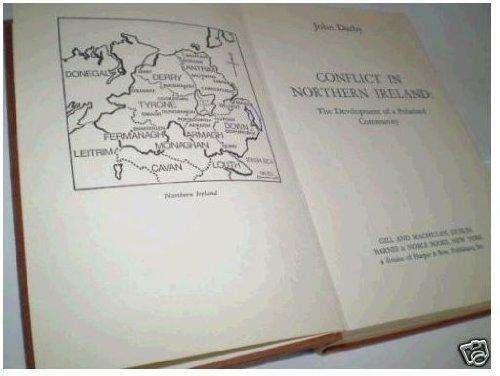 DONEGAL
DERRY
ANTRIM
TYRONE
FERMANAGH
ARMAGH
DOWN
MONAGHAN
LEITRIM
CAVAN
LOUTH
IRISH SEA
Northern Ireland
John Darby
CONFLICT IN
NORTHERN IRELAND:
The Development of a Polarised
Community
GILL AND MACMILLAN, DUBLIN
BARNES & NOBLE BOOKS, NEW YORK
a division of Harper & Row, Publishers, Inc.